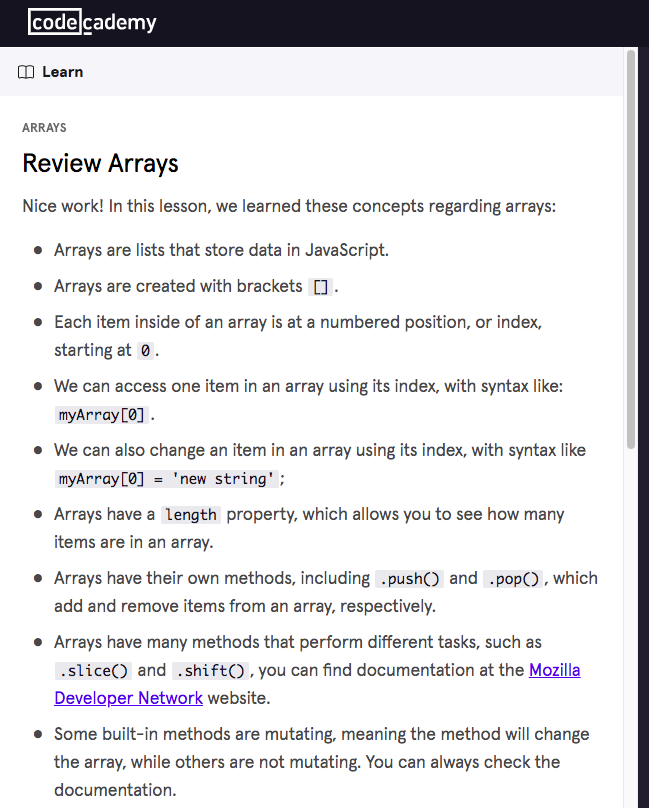 codecademy
Learn
ARRAYS
Review Arrays
Nice work! In this lesson, we learned these concepts regarding arrays:
● Arrays are lists that store data in JavaScript.
● Arrays are created with brackets [].
● Each item inside of an array is at a numbered position, or index,
starting at 0.
● We can access one item in an array using its index, with syntax like:
myArray[0].
● We can also change an item in an array using its index, with syntax like
myArray[0] = 'new string';
● Arrays have a length property, which allows you to see how many
items are in an array.
● Arrays have their own methods, including .push() and .pop(), which
add and remove items from an array, respectively.
● Arrays have many methods that perform different tasks, such as
.slice() and .shift(), you can find documentation at the Mozilla
Developer Network website.
● Some built-in methods are mutating, meaning the method will change
the array, while others are not mutating. You can always check the
documentation.